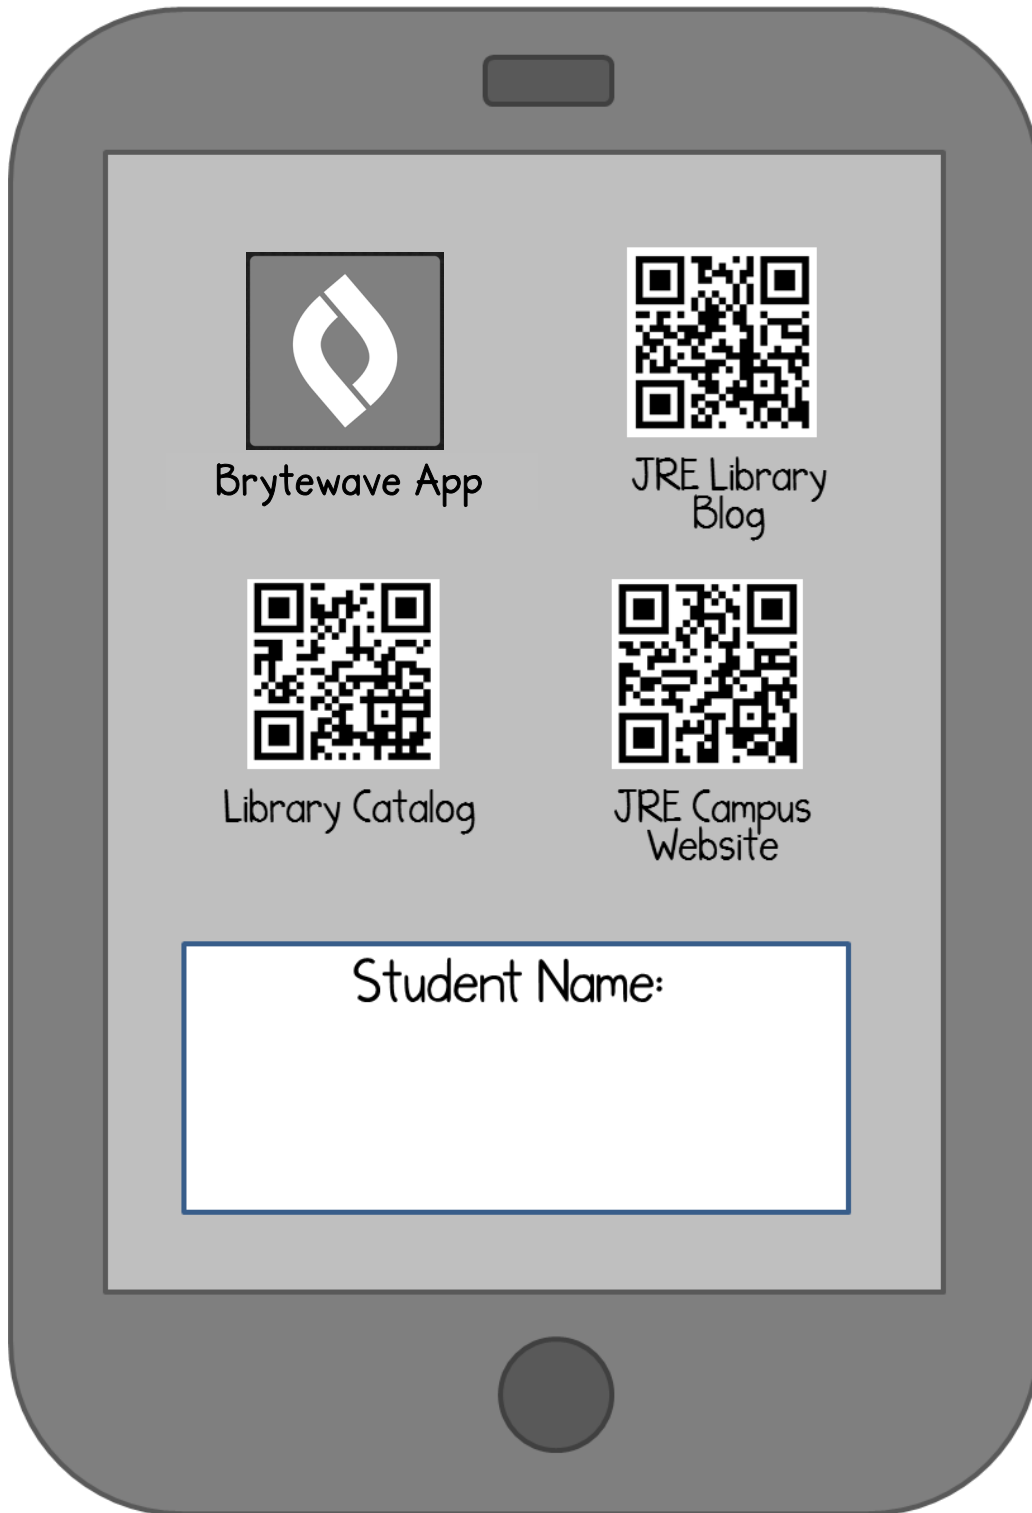 Brytewave App
JRE Library
Blog
Library Catalog
JRE Campus
Website
Student Name: